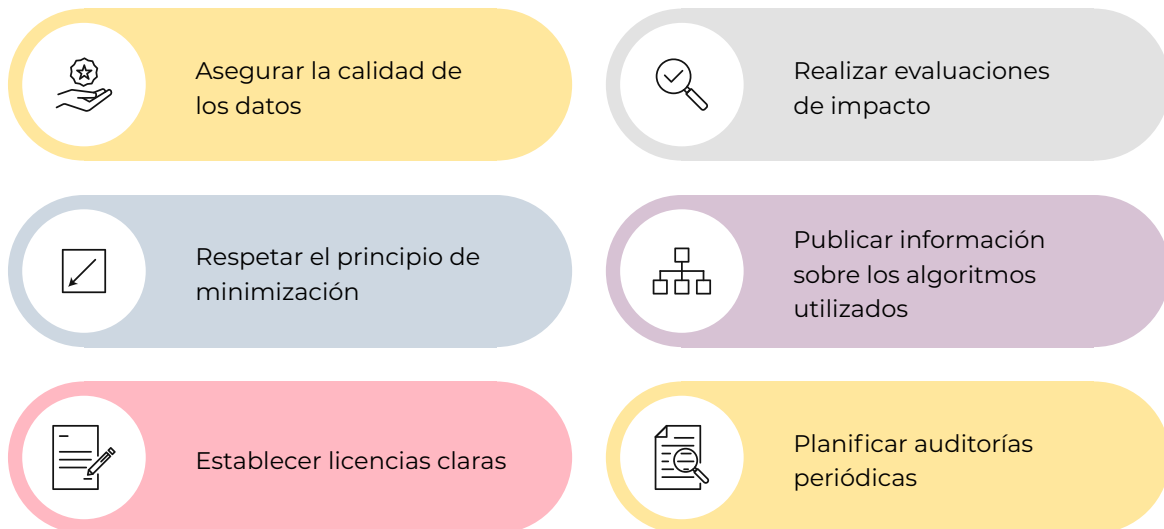 Asegurar la calidad de
los datos
Realizar evaluaciones
de impacto
Respetar el principio de
minimización
Publicar información
sobre los algoritmos
utilizados
Establecer licencias claras
Planificar auditorías
periódicas